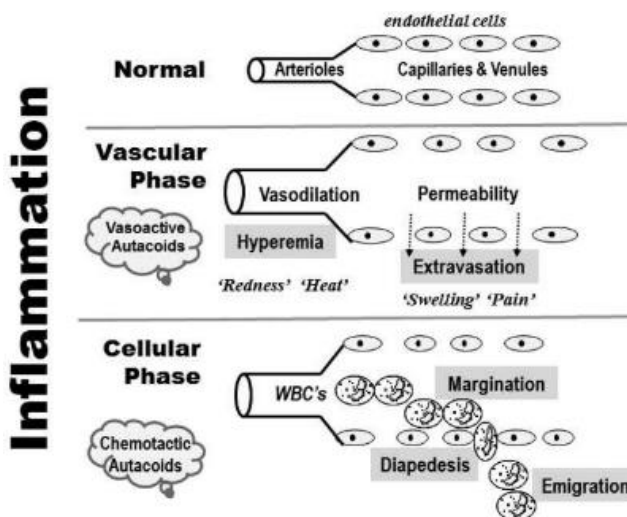 Inflammation
endothelial cells
Normal
Arterioles
Capillaries & Venules
Vascular
Phase
Vasodilation
Permeability
Vasoactive
Autacoids
Hyperemia
Extravasation
‘Redness’ ‘Heat’
‘Swelling’ ‘Pain’
Cellular
Phase
WBC's
Margination
Chemotactic
Autacoids
Diapedesis
Emigration